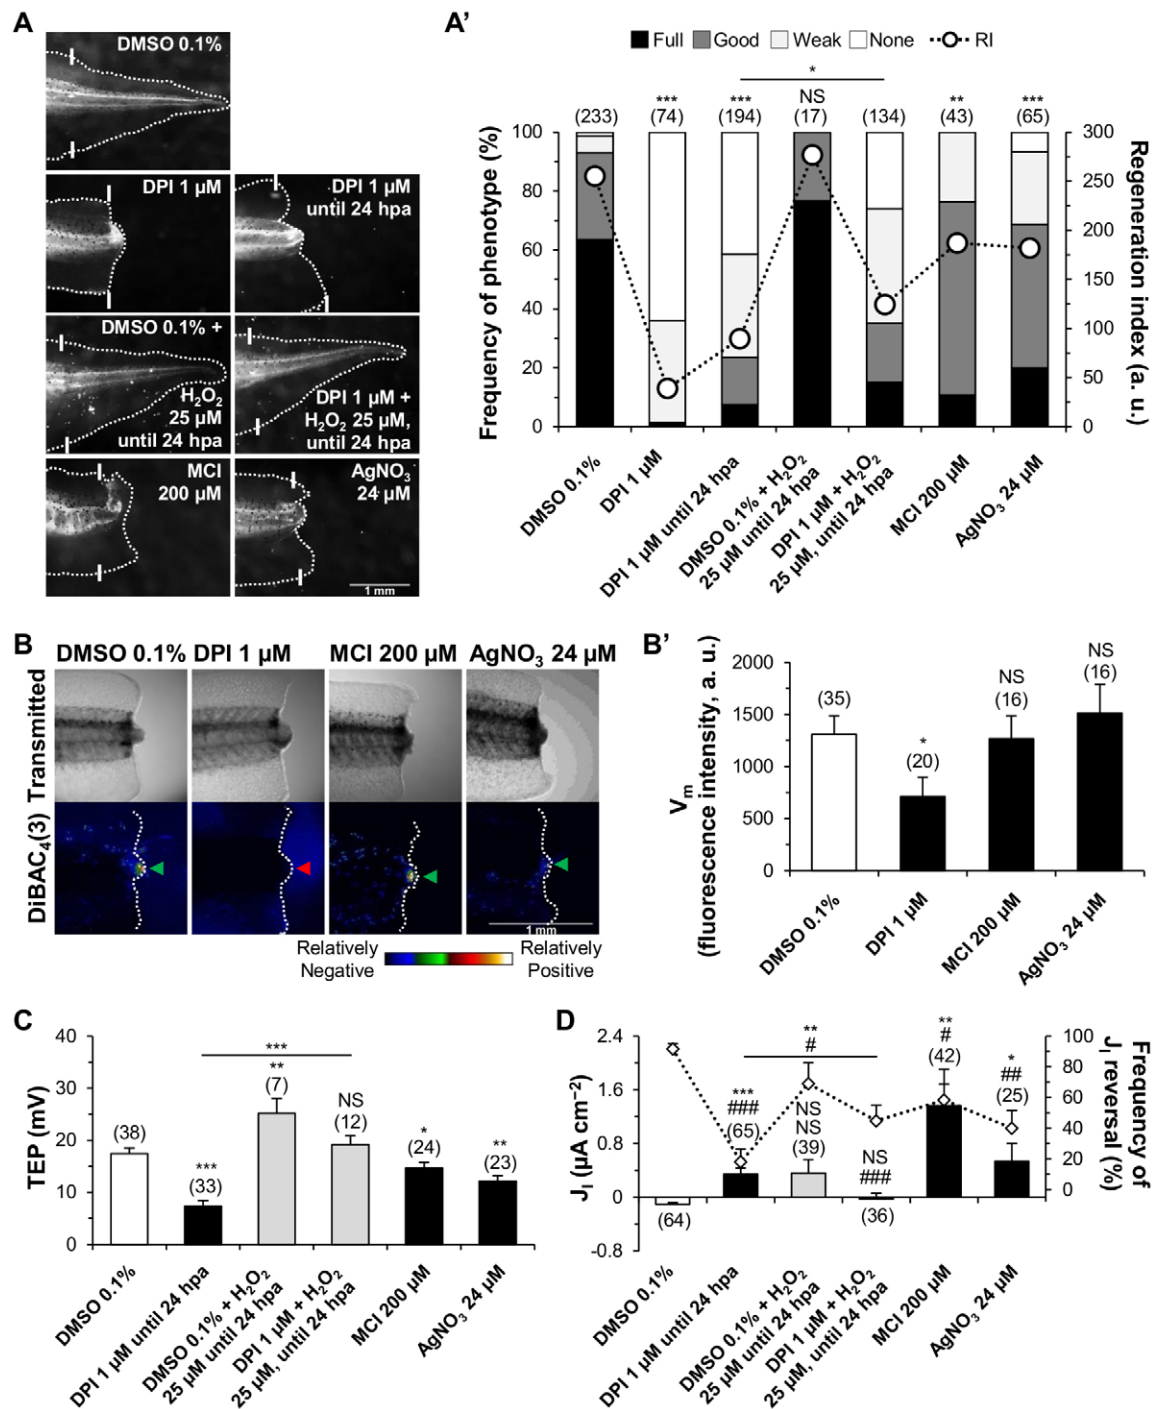 A
DMSO 0.1%
DPI 1 µM
DPI 1 µM
until 24 hpa
DMSO 0.1% +
H₂O₂
25 µM
until 24 hpa
DPI 1 µM +
H₂O₂ 25 µM,
until 24 hpa
MCI
200 µM
AgNO₃
24 µM
1 mm
A’
Full Good Weak None RI
*
*** *** NS ** ***
(233) (74) (194) (17) (134) (43) (65)
Frequency of phenotype (%)
100
80
60
40
20
0
300
250
200
150
100
50
0
Regeneration index (a. u.)
DMSO 0.1%
DPI 1 µM
DPI 1 µM until 24 hpa
DMSO 0.1% + H₂O₂
25 µM until 24 hpa
DPI 1 µM + H₂O₂
25 µM, until 24 hpa
MCI 200 µM
AgNO₃ 24 µM
B
DMSO 0.1% DPI 1 µM MCI 200 µM AgNO₃ 24 µM
Transmitted
DiBAC₄(3)
1 mm
Relatively
Negative
Relatively
Positive
B’
Vₘ
(fluorescence intensity, a. u.)
2000
1500
1000
500
0
(35)
*
(20)
NS
(16)
NS
(16)
DMSO 0.1%
DPI 1 µM
MCI 200 µM
AgNO₃ 24 µM
C
TEP (mV)
40
30
20
10
0
***
(38)
***
(33)
**
(7)
NS
(12)
*
(24)
**
(23)
DMSO 0.1%
DPI 1 µM until 24 hpa
DMSO 0.1% + H₂O₂
25 µM until 24 hpa
DPI 1 µM + H₂O₂
25 µM, until 24 hpa
MCI 200 µM
AgNO₃ 24 µM
D
J_I (µA cm⁻²)
2.4
1.6
0.8
0
-0.8
**
#
(64)
***
###
(65)
NS
NS
(39)
NS
###
(36)
**
#
(42)
*
##
(25)
100
80
60
40
20
0
Frequency of
J_I reversal (%)
DMSO 0.1%
DPI 1 µM until 24 hpa
DMSO 0.1% + H₂O₂
25 µM until 24 hpa
DPI 1 µM + H₂O₂
25 µM, until 24 hpa
MCI 200 µM
AgNO₃ 24 µM